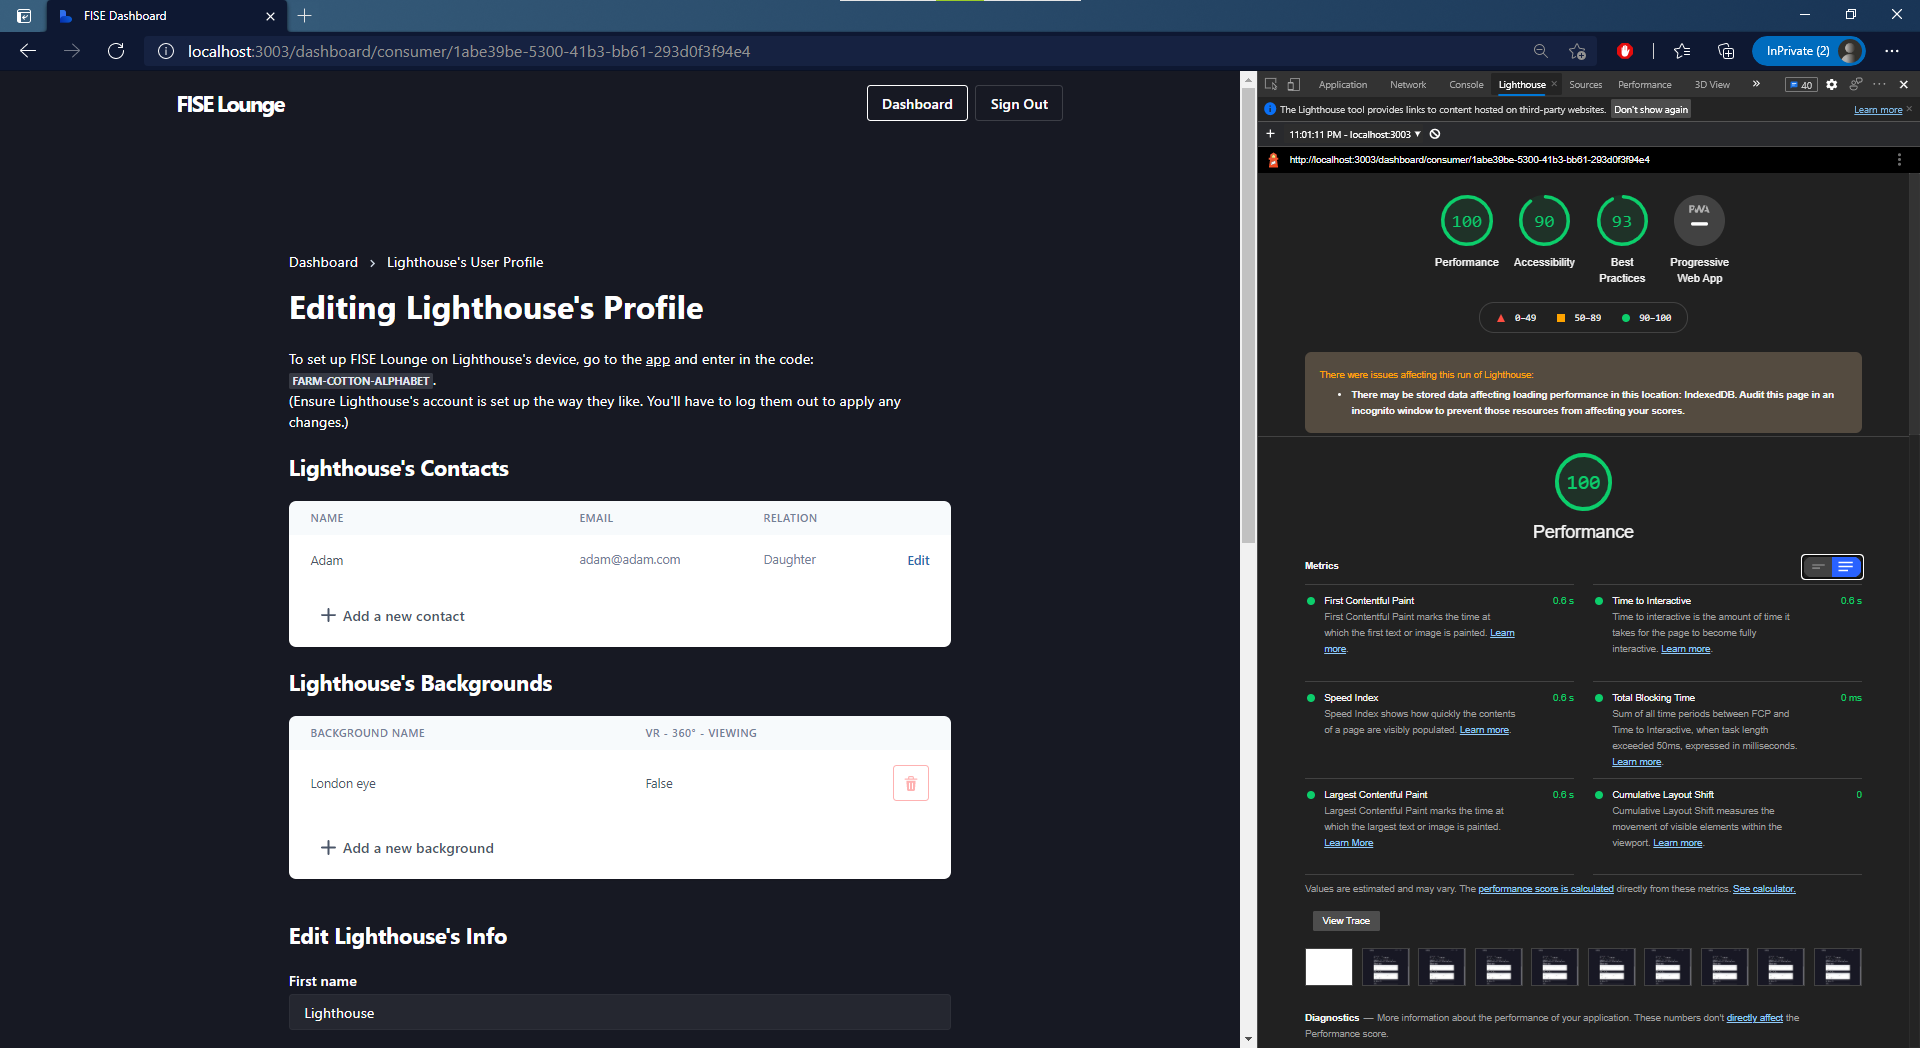 FISE Dashboard
localhost:3003/dashboard/consumer/1abe39be-5300-41b3-bb61-293d0f3f94e4
InPrivate (2)
FISE Lounge
Dashboard
Sign Out
Dashboard > Lighthouse's User Profile
Editing Lighthouse's Profile
To set up FISE Lounge on Lighthouse's device, go to the app and enter in the code:
FARM-COTTON-ALPHABET.
(Ensure Lighthouse's account is set up the way they like. You'll have to log them out to apply any
changes.)
Lighthouse's Contacts
NAME EMAIL RELATION
Adam adam@adam.com Daughter Edit
+ Add a new contact
Lighthouse's Backgrounds
BACKGROUND NAME VR - 360° - VIEWING
London eye False
+ Add a new background
Edit Lighthouse's Info
First name
Lighthouse
Application Network Console Lighthouse Sources Performance 3D View » 40
The Lighthouse tool provides links to content hosted on third-party websites. Don't show again Learn more
11:01:11 PM - localhost:3003
http://localhost:3003/dashboard/consumer/1abe39be-5300-41b3-bb61-293d0f3f94e4
100 90 93 PWA
Performance Accessibility Best Practices Progressive Web App
0–49 50–89 90–100
There were issues affecting this run of Lighthouse:
• There may be stored data affecting loading performance in this location: IndexedDB. Audit this page in an
incognito window to prevent those resources from affecting your scores.
100
Performance
Metrics
First Contentful Paint 0.6 s
First Contentful Paint marks the time at
which the first text or image is painted. Learn
more.
Time to Interactive 0.6 s
Time to interactive is the amount of time it
takes for the page to become fully
interactive. Learn more.
Speed Index 0.6 s
Speed Index shows how quickly the contents
of a page are visibly populated. Learn more.
Total Blocking Time 0 ms
Sum of all time periods between FCP and
Time to Interactive, when task length
exceeded 50ms, expressed in milliseconds.
Learn more.
Largest Contentful Paint 0.6 s
Largest Contentful Paint marks the time at
which the largest text or image is painted.
Learn More
Cumulative Layout Shift 0
Cumulative Layout Shift measures the
movement of visible elements within the
viewport. Learn more.
Values are estimated and may vary. The performance score is calculated directly from these metrics. See calculator.
View Trace
Diagnostics — More information about the performance of your application. These numbers don't directly affect the
Performance score.